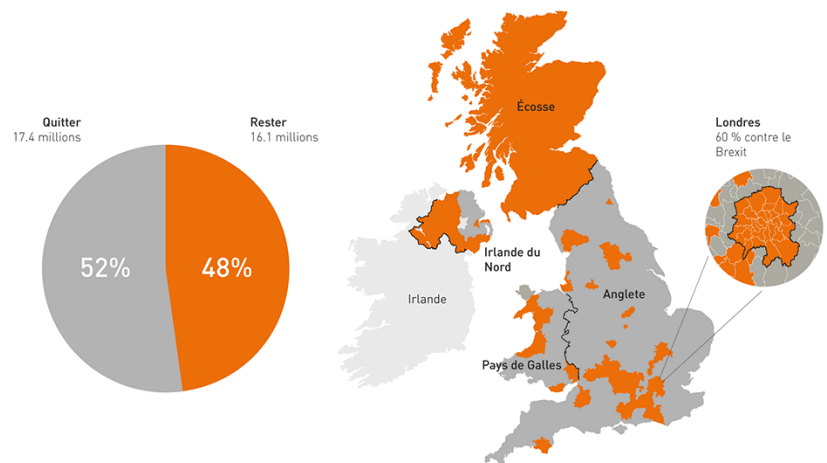 Quitter
17.4 millions
Rester
16.1 millions
52%
48%
Écosse
Irlande du
Nord
Irlande
Anglete
Pays de Galles
Londres
60 % contre le
Brexit